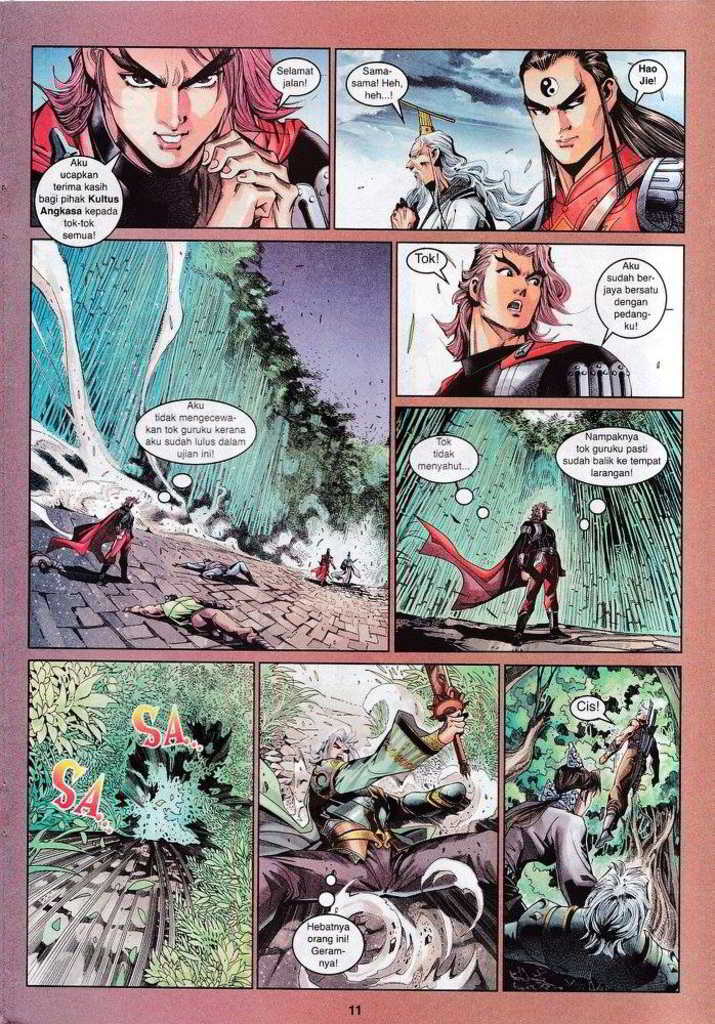 Selamat
jalan!
Aku
ucapkan
terima kasih
bagi pihak Kultus
Angkasa kepada
tok-tok
semua!
Sama-
sama! Heh,
heh...!
Hao
Jie!
Aku
tidak mengecewa-
kan tok guruku kerana
aku sudah lulus dalam
ujian ini!
Tok!
Aku
sudah ber-
jaya bersatu
dengan
pedang-
ku!
Tok
tidak
menyahut...
Nampaknya
tok guruku pasti
sudah balik ke tempat
larangan!
SA..
SA..
Hebatnya
orang ini!
Geram-
nya!
Cis!
11